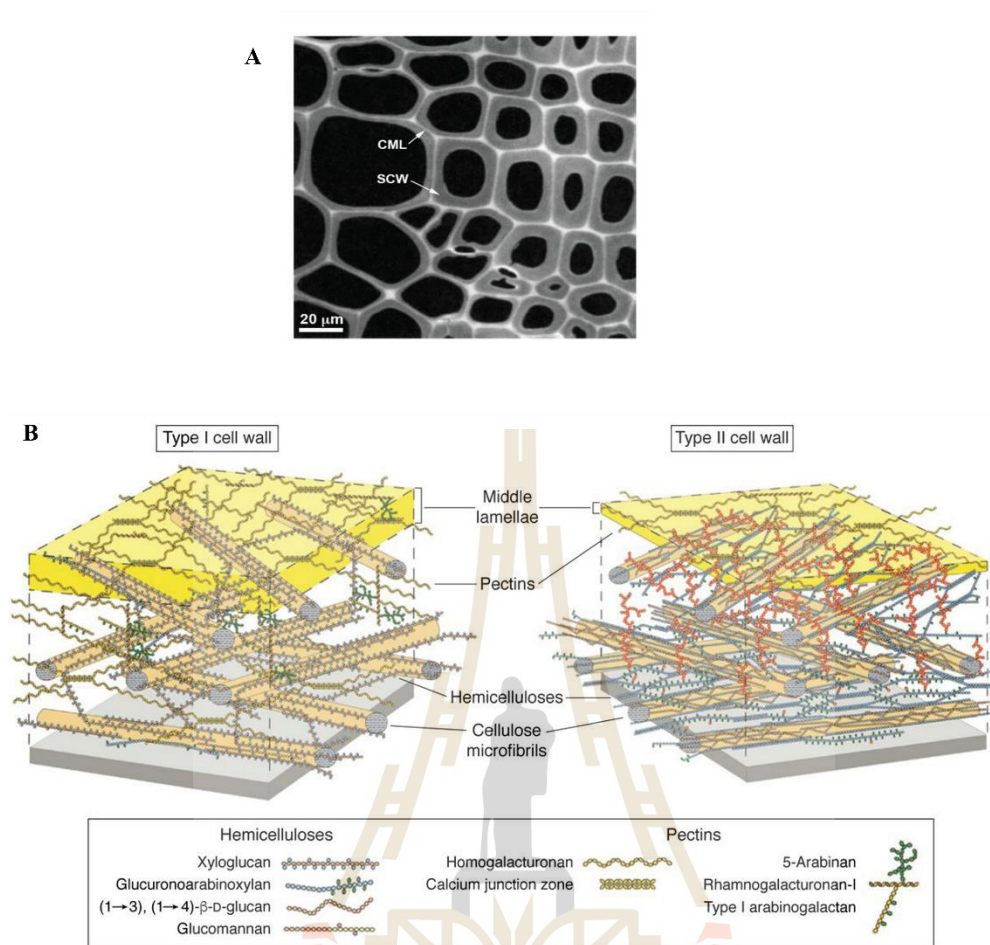 A
CML
SCW
20 μm
B
Type I cell wall
Type II cell wall
Middle
lamellae
Pectins
Hemicelluloses
Cellulose
microfibrils
Hemicelluloses
Pectins
Xyloglucan
Glucuronoarabinoxylan
(1→3), (1→4)-β-D-glucan
Glucomannan
Homogalacturonan
Calcium junction zone
5-Arabinan
Rhamnogalacturonan-I
Type I arabinogalactan